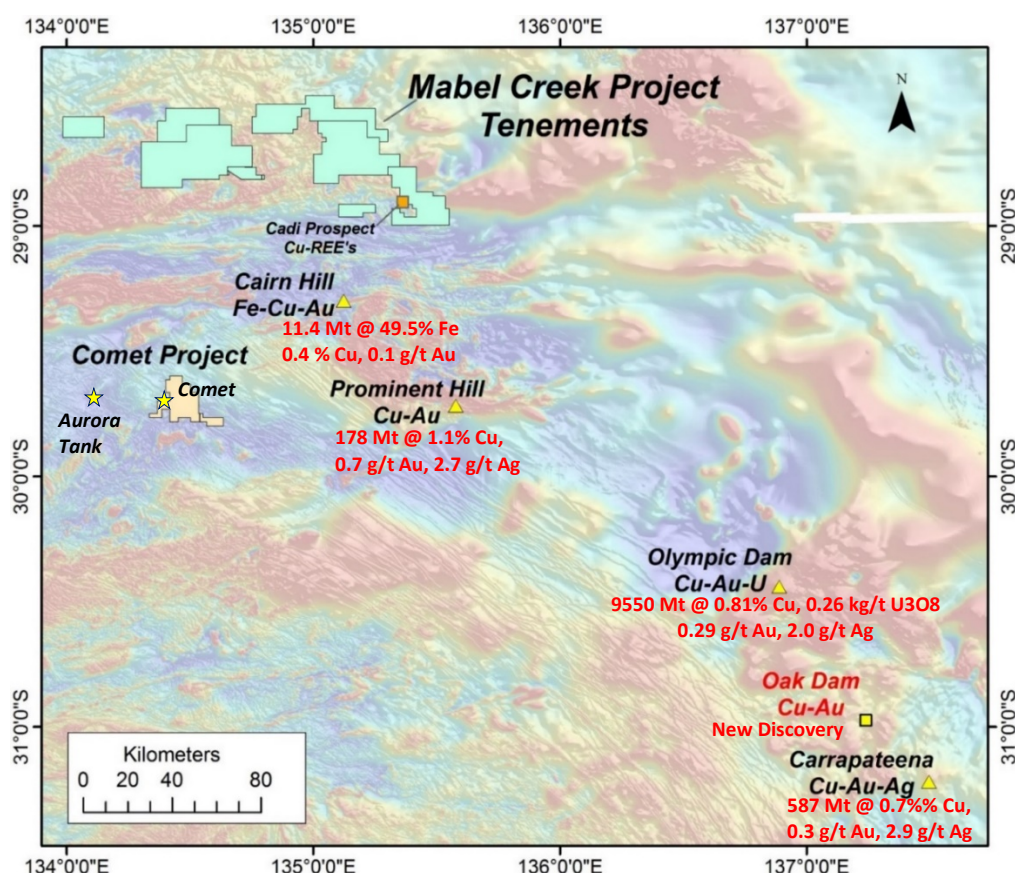 134°0'0"E
135°0'0"E
136°0'0"E
137°0'0"E
Mabel Creek Project
Tenements
N
29°0'0"S
29°0'0"S
Cadi Prospect
Cu-REE's
Cairn Hill
Fe-Cu-Au
11.4 Mt @ 49.5% Fe
0.4 % Cu, 0.1 g/t Au
Comet Project
Comet
Aurora
Tank
Prominent Hill
Cu-Au
178 Mt @ 1.1% Cu,
0.7 g/t Au, 2.7 g/t Ag
30°0'0"S
30°0'0"S
Olympic Dam
Cu-Au-U
9550 Mt @ 0.81% Cu, 0.26 kg/t U3O8
0.29 g/t Au, 2.0 g/t Ag
Oak Dam
Cu-Au
New Discovery
31°0'0"S
31°0'0"S
Carrapateena
Cu-Au-Ag
587 Mt @ 0.7%% Cu,
0.3 g/t Au, 2.9 g/t Ag
Kilometers
0 20 40 80
134°0'0"E
135°0'0"E
136°0'0"E
137°0'0"E